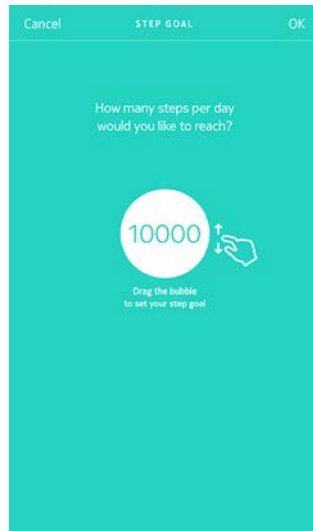 Cancel STEP GOAL OK
How many steps per day
would you like to reach?
10000
Drag the bubble
to set your step goal